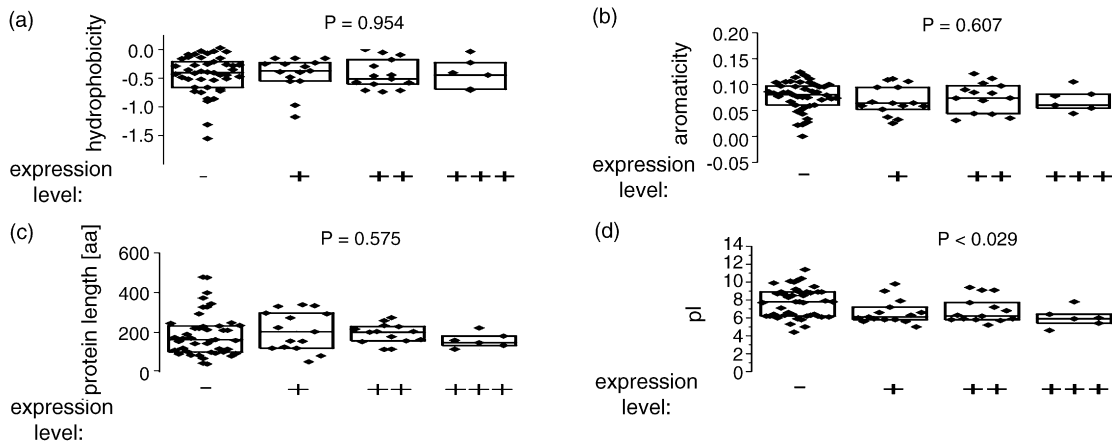 (a)
P = 0.954
hydrophobicity
0.0
-0.5
-1.0
-1.5
expression
level:
– + ++ +++
(b)
P = 0.607
aromaticity
0.20
0.15
0.10
0.05
0.00
-0.05
expression
level:
– + ++ +++
(c)
P = 0.575
protein length [aa]
600
400
200
0
expression
level:
– + ++ +++
(d)
P < 0.029
pI
14
12
10
8
6
4
2
0
expression
level:
– + ++ +++